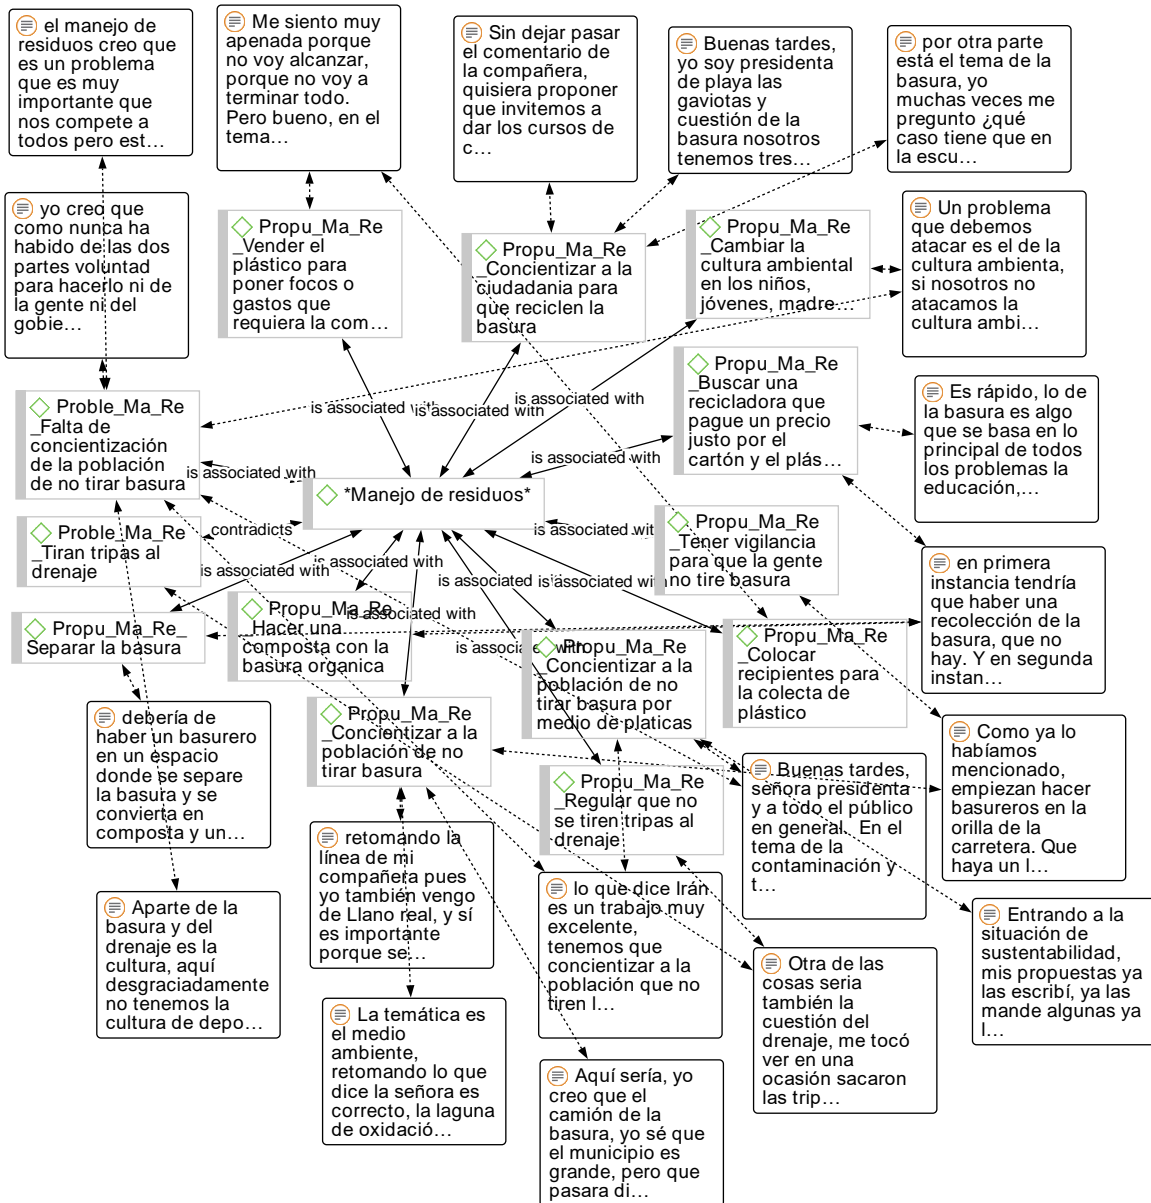 el manejo de
residuos creo que
es un problema
que es muy
importante que
nos compete a
todos pero est…
Me siento muy
apenada porque
no voy alcanzar,
porque no voy a
terminar todo.
Pero bueno, en el
tema…
Sin dejar pasar
el comentario de
la compañera,
quisiera proponer
que invitemos a
dar los cursos de
c…
Buenas tardes,
yo soy presidenta
de playa las
gaviotas y
cuestión de la
basura nosotros
tenemos tres…
por otra parte
está el tema de la
basura, yo
muchas veces me
pregunto ¿qué
caso tiene que en
la escu…
yo creo que
como nunca ha
habido de las dos
partes voluntad
para hacerlo ni de
la gente ni del
gobie…
Propu_Ma_Re
_Vender el
plástico para
poner focos o
gastos que
requiera la com…
Propu_Ma_Re
_Concientizar a la
ciudadania para
que reciclen la
basura
Propu_Ma_Re
_Cambiar la
cultura ambiental
en los niños,
jóvenes, madre…
Un problema
que debemos
atacar es el de la
cultura ambienta,
si nosotros no
atacamos la
cultura ambi…
Propu_Ma_Re
_Buscar una
recicladora que
pague un precio
justo por el
cartón y el plás…
Es rápido, lo de
la basura es algo
que se basa en lo
principal de todos
los problemas la
educación,…
Proble_Ma_Re
_Falta de
concientización
de la población
de no tirar basura
is associated with
is associated with
is associated with
is associated with
is associated with
*Manejo de residuos*
Proble_Ma_Re
_Tiran tripas al
drenaje
contradicts
is associated with
is associated with
is associated with
Propu_Ma_Re
_Tener vigilancia
para que la gente
no tire basura
en primera
instancia tendría
que haber una
recolección de la
basura, que no
hay. Y en segunda
instan…
is associated with
is associated with
is associated with
is associated with
Propu_Ma_Re_
Separar la basura
Propu_Ma_Re
_Hacer una
composta con la
basura organica
is associated with
Propu_Ma_Re
_Concientizar a la
población de no
tirar basura por
medio de platicas
Propu_Ma_Re
_Colocar
recipientes para
la colecta de
plástico
debería de
haber un basurero
en un espacio
donde se separe
la basura y se
convierta en
composta y un…
Propu_Ma_Re
_Concientizar a la
población de no
tirar basura
Propu_Ma_Re
_Regular que no
se tiren tripas al
drenaje
Buenas tardes,
señora presidenta
y a todo el público
en general. En el
tema de la
contaminación y
t…
Como ya lo
habíamos
mencionado,
empiezan hacer
basureros en la
orilla de la
carretera. Que
haya un l…
retomando la
línea de mi
compañera pues
yo también vengo
de Llano real, y sí
es importante
porque se…
lo que dice Irán
es un trabajo muy
excelente,
tenemos que
concientizar a la
población que no
tiren l…
Aparte de la
basura y del
drenaje es la
cultura, aquí
desgraciadamente
no tenemos la
cultura de depo…
Otra de las
cosas seria
también la
cuestión del
drenaje, me tocó
ver en una
ocasión sacaron
las trip…
Entrando a la
situación de
sustentabilidad,
mis propuestas ya
las escribí, ya las
mande algunas ya
l…
La temática es
el medio
ambiente,
retomando lo que
dice la señora es
correcto, la laguna
de oxidació…
Aquí sería, yo
creo que el
camión de la
basura, yo sé que
el municipio es
grande, pero que
pasara di…